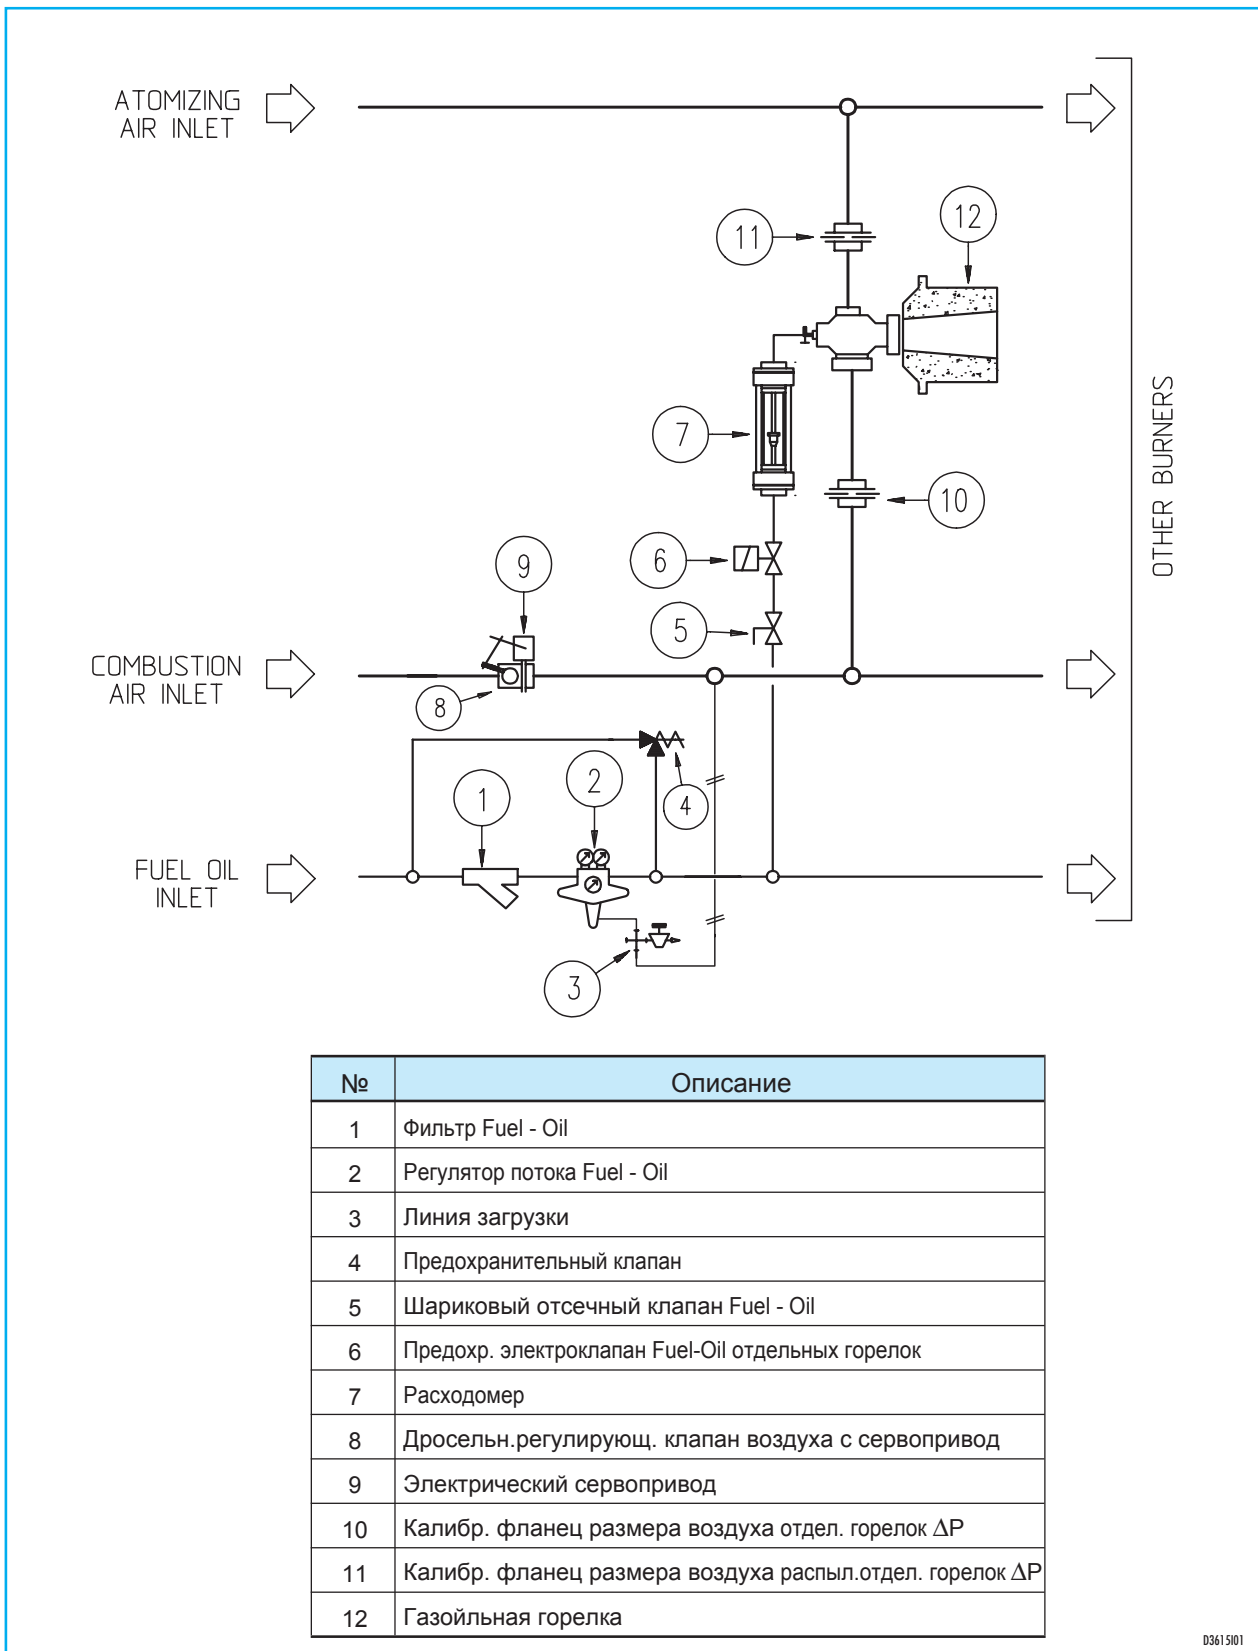 ATOMIZING
AIR INLET
12
11
7
10
OTHER BURNERS
6
9
5
COMBUSTION
AIR INLET
8
2
4
1
FUEL OIL
INLET
3
№ Описание
1 Фильтр Fuel - Oil
2 Регулятор потока Fuel - Oil
3 Линия загрузки
4 Предохранительный клапан
5 Шариковый отсечный клапан Fuel - Oil
6 Предохр. электроклапан Fuel-Oil отдельных горелок
7 Расходомер
8 Дросельн.регулирующ. клапан воздуха с сервопривод
9 Электрический сервопривод
10 Калибр. фланец размера воздуха отдел. горелок ΔP
11 Калибр. фланец размера воздуха распыл.отдел. горелок ΔP
12 Газойльная горелка
D3615I01